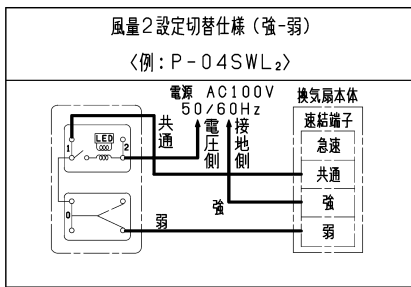 風量2設定切替仕様（強-弱）
〈例：P-04SWL₂〉
電源 AC100V
50/60Hz
換気扇本体
速結端子
急速
共通
強
弱
共通
電圧側
接地側
LED
1
2
0
強
弱